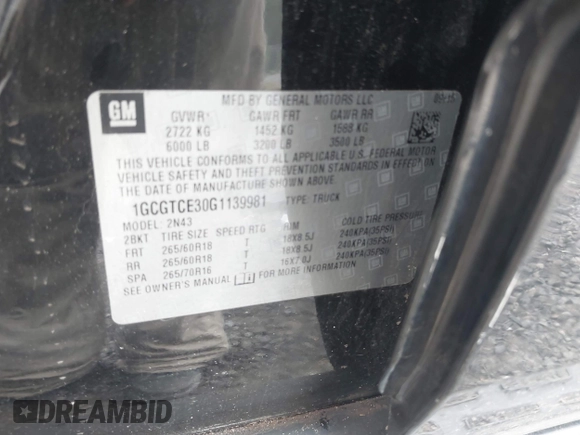 GM
MFD BY GENERAL MOTORS LLC
GVWR GAWR FRT GAWR RR
2722 KG 1452 KG 1588 KG
6000 LB 3200 LB 3500 LB
THIS VEHICLE CONFORMS TO ALL APPLICABLE U.S. FEDERAL MOTOR
VEHICLE SAFETY AND THEFT PREVENTION STANDARDS IN EFFECT ON
THE DATE OF MANUFACTURE SHOWN ABOVE.
1GCGTCE30G1139981 TYPE: TRUCK
MODEL: 2N43
2BKT TIRE SIZE SPEED RTG RIM COLD TIRE PRESSURE
FRT 265/60R18 T 18X8.5J 240KPA(35PSI)
RR 265/60R18 T 18X8.5J 240KPA(35PSI)
SPA 265/70R16 T 16X7.0J 240KPA(35PSI)
SEE OWNER'S MANUAL FOR MORE INFORMATION
DREAMBID